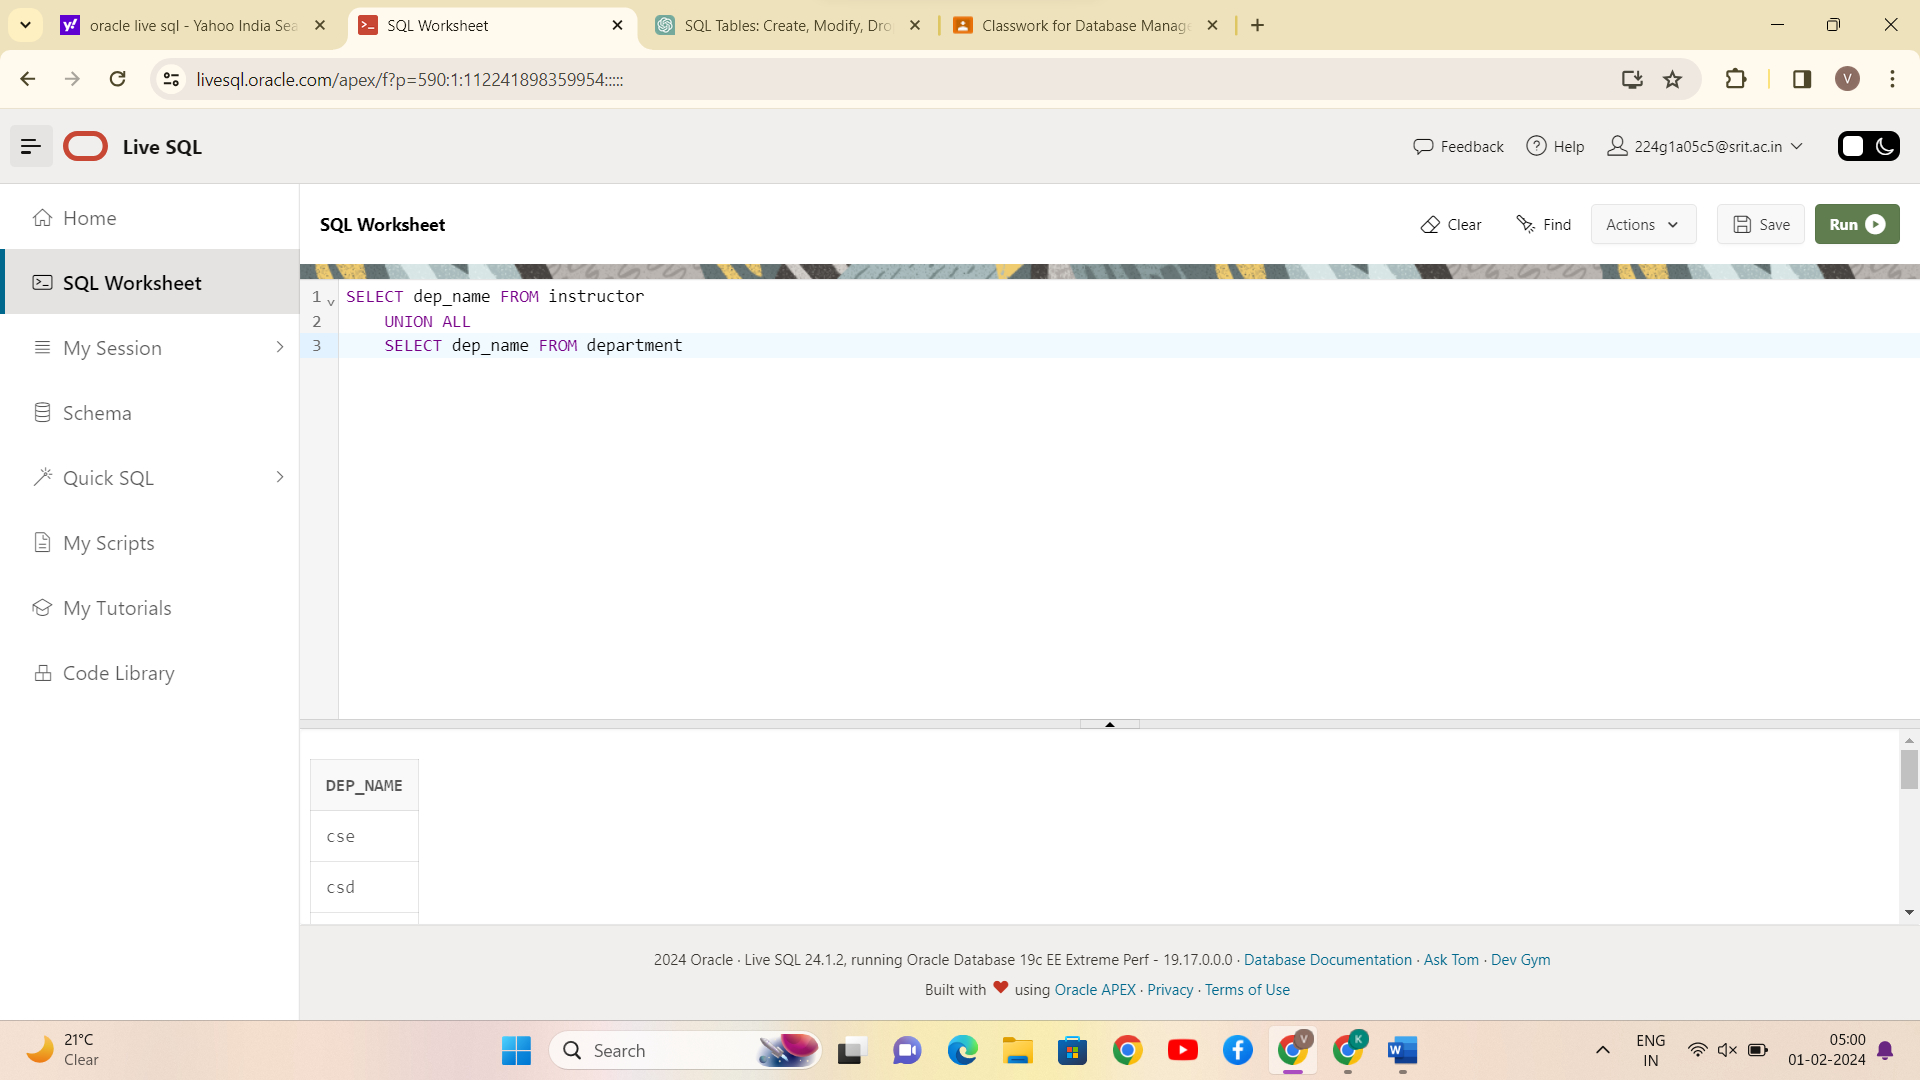 oracle live sql - Yahoo India Sea
SQL Worksheet
SQL Tables: Create, Modify, Dro
Classwork for Database Manage
livesql.oracle.com/apex/f?p=590:1:112241898359954:::::
V
Live SQL
Feedback
Help
224g1a05c5@srit.ac.in
Home
SQL Worksheet
My Session
Schema
Quick SQL
My Scripts
My Tutorials
Code Library
SQL Worksheet
Clear
Find
Actions
Save
Run
1 SELECT dep_name FROM instructor
2 UNION ALL
3 SELECT dep_name FROM department
DEP_NAME
cse
csd
2024 Oracle · Live SQL 24.1.2, running Oracle Database 19c EE Extreme Perf - 19.17.0.0.0 · Database Documentation · Ask Tom · Dev Gym
Built with ❤ using Oracle APEX · Privacy · Terms of Use
21°C
Clear
Search
V
K
W
ENG
IN
05:00
01-02-2024